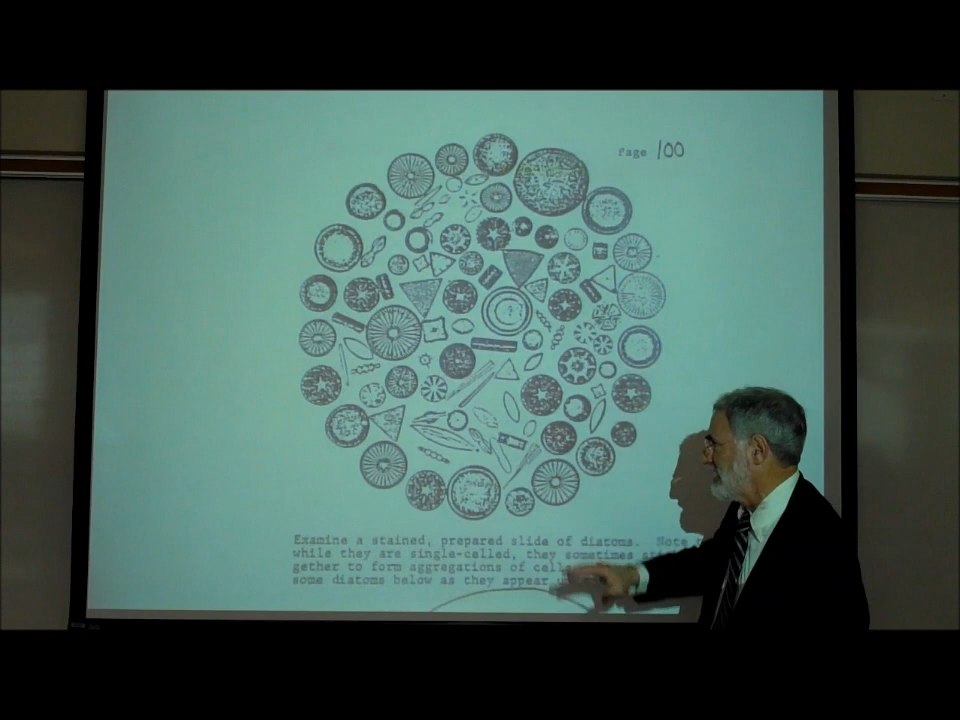 Page 100
Examine a stained, prepared slide of diatoms. Note
while they are single-celled, they sometimes
gether to form aggregations of cells
some diatoms below as they appear